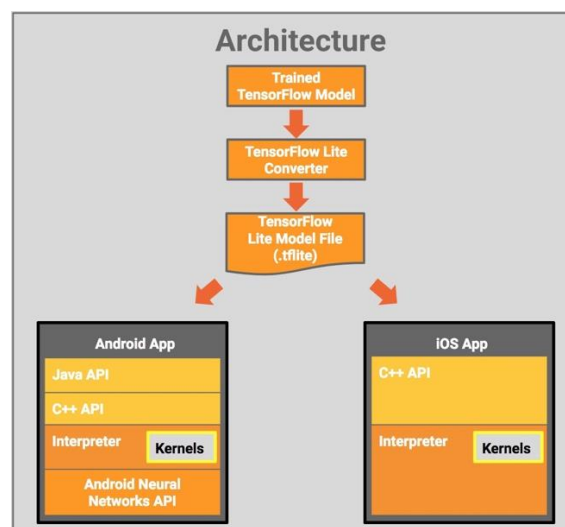 Architecture
Trained
TensorFlow Model
TensorFlow Lite
Converter
TensorFlow
Lite Model File
(.tflite)
Android App
Java API
C++ API
Interpreter
Kernels
Android Neural
Networks API
iOS App
C++ API
Interpreter
Kernels